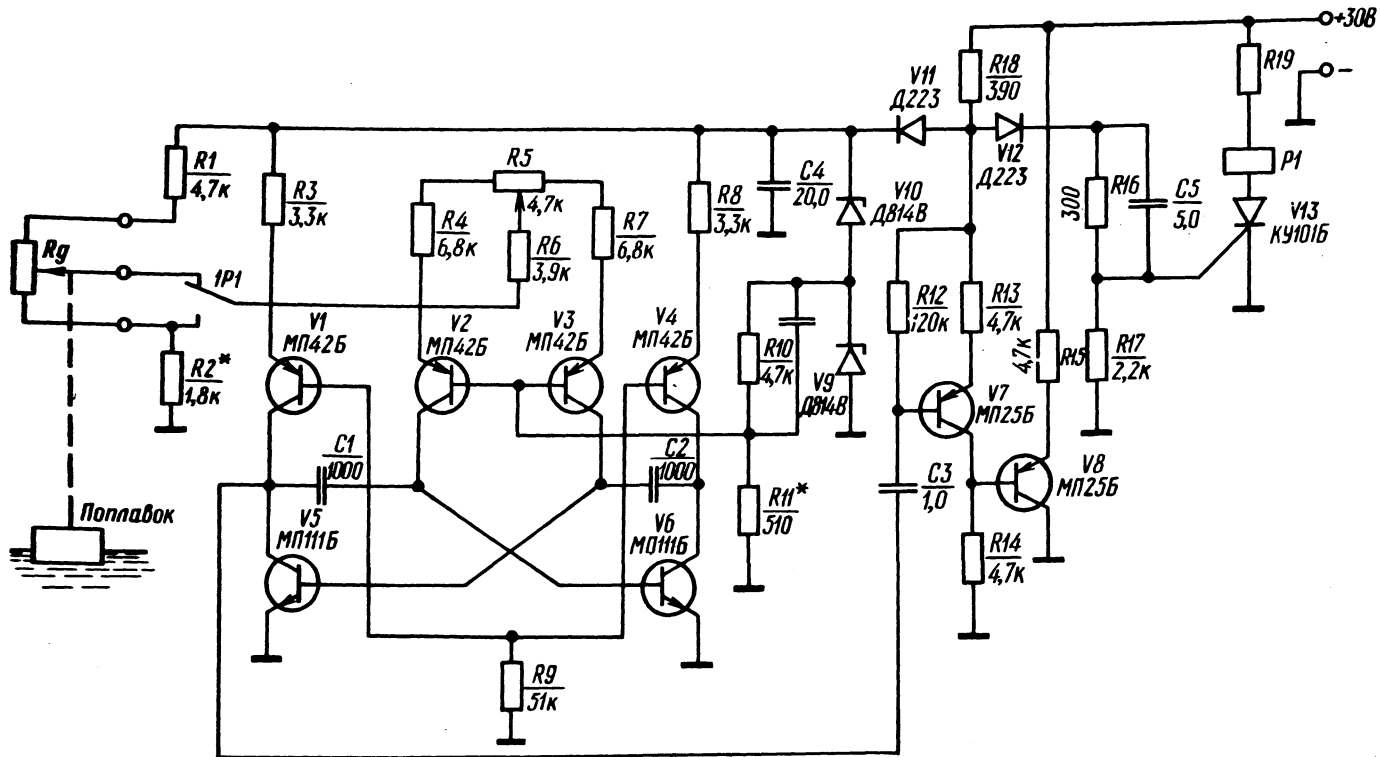 +30В
−
R19
V11
Д223
R18
390
V12
Д223
P1
V13
КУ101Б
R1
4,7к
R3
3,3к
R5
4,7к
R4
6,8к
R6
3,9к
R7
6,8к
R8
3,3к
C4
20,0
V10
Д814В
R16
300
C5
5,0
Rg
1P1
R2*
1,8к
V1
МП42Б
V2
МП42Б
V3
МП42Б
V4
МП42Б
R10
4,7к
V9
Д814В
R12
120к
R13
4,7к
R15
4,7к
R17
2,2к
V7
МП25Б
V8
МП25Б
C1
1000
C2
1000
R11*
510
C3
1,0
R14
4,7к
Поплавок
V5
МП111Б
V6
МП111Б
R9
51к